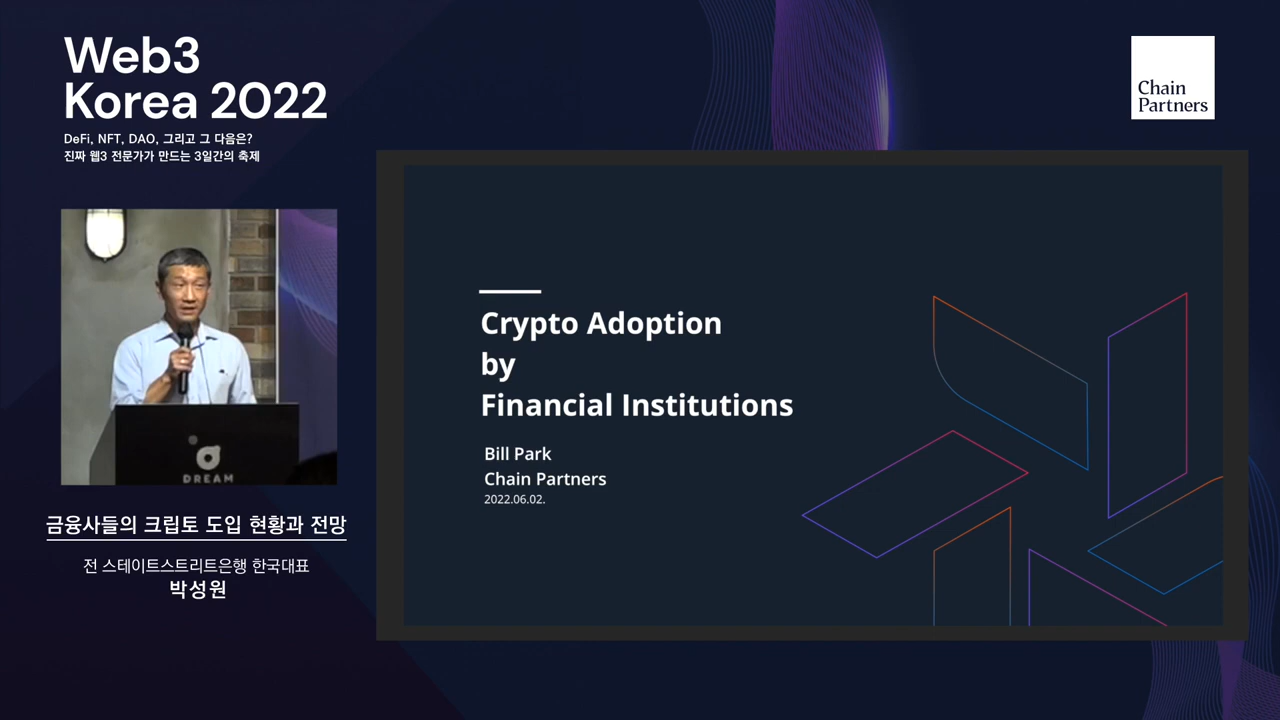 Web3
Korea 2022
DeFi, NFT, DAO, 그리고 그 다음은?
진짜 웹3 전문가가 만드는 3일간의 축제
Chain
Partners
DREAM
금융사들의 크립토 도입 현황과 전망
전 스테이트스트리트은행 한국대표
박성원
Crypto Adoption
by
Financial Institutions
Bill Park
Chain Partners
2022.06.02.